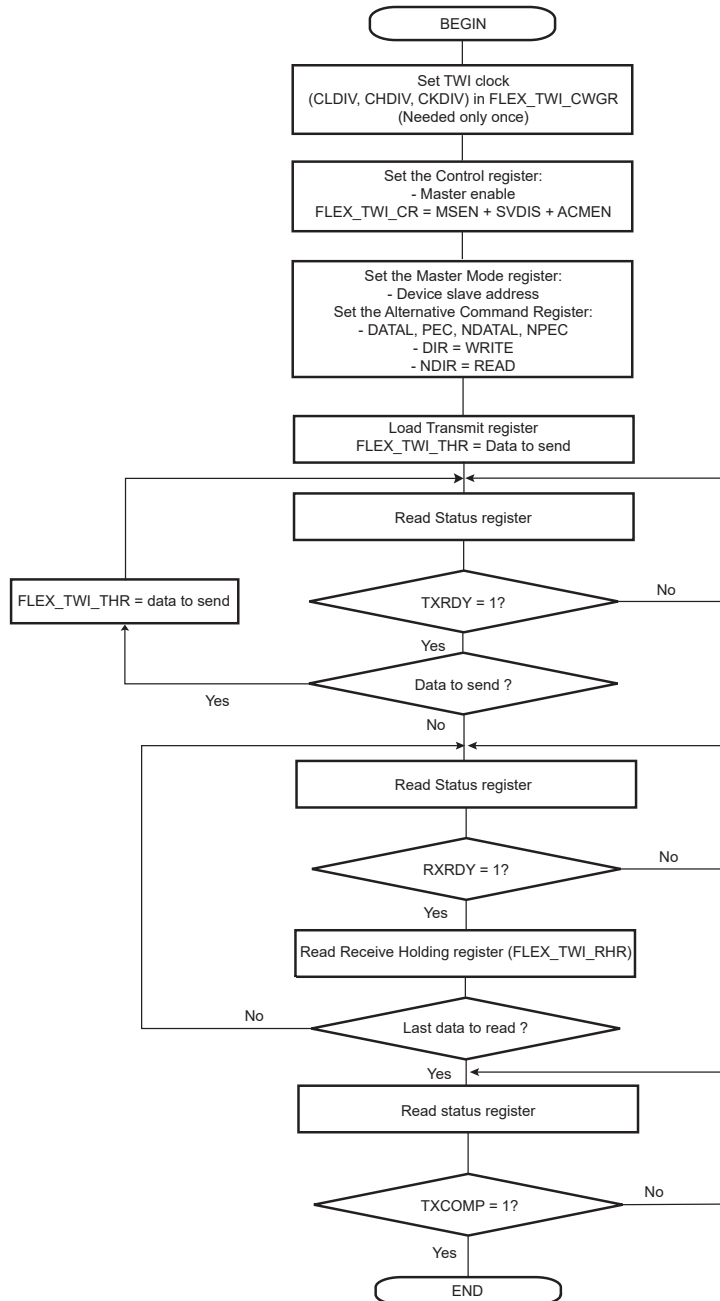 BEGIN
Set TWI clock
(CLDIV, CHDIV, CKDIV) in FLEX_TWI_CWGR
(Needed only once)
Set the Control register:
- Master enable
FLEX_TWI_CR = MSEN + SVDIS + ACMEN
Set the Master Mode register:
- Device slave address
Set the Alternative Command Register:
- DATAL, PEC, NDATAL, NPEC
- DIR = WRITE
- NDIR = READ
Load Transmit register
FLEX_TWI_THR = Data to send
Read Status register
FLEX_TWI_THR = data to send
TXRDY = 1?
No
Yes
Data to send ?
Yes
No
Read Status register
RXRDY = 1?
No
Yes
Read Receive Holding register (FLEX_TWI_RHR)
No
Last data to read ?
Yes
Read status register
TXCOMP = 1?
No
Yes
END